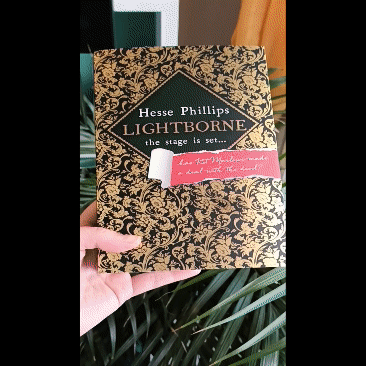 Hesse Phillips
LIGHTBORNE
the stage is set...
has Kit Marlowe made
a deal with the devil?